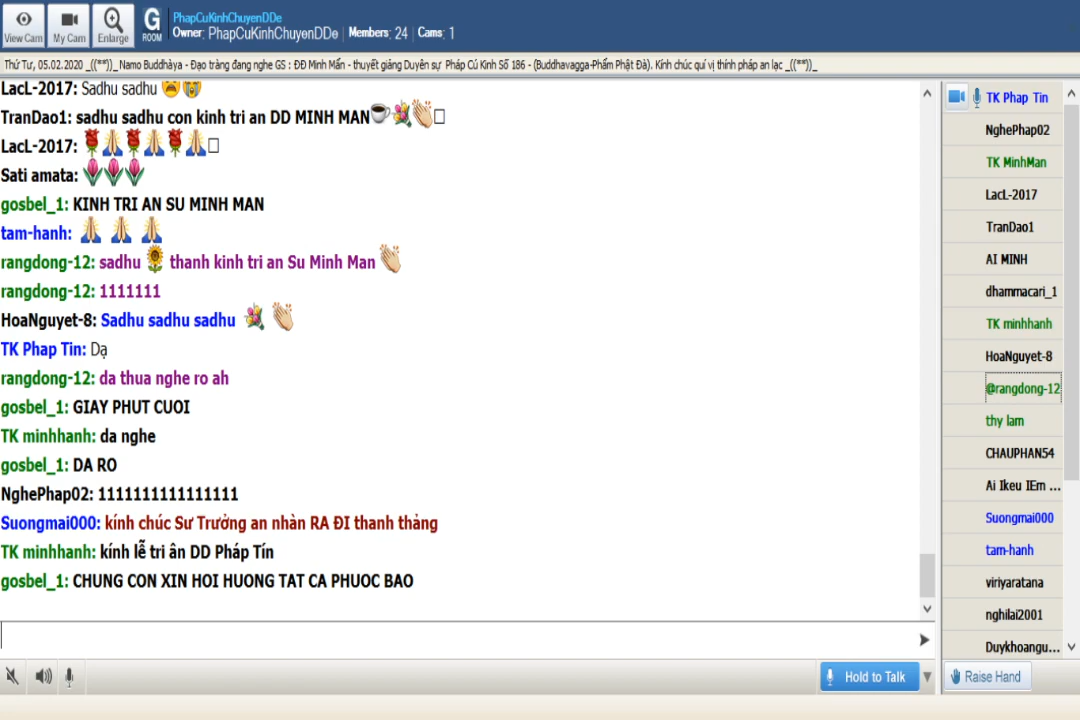 View Cam
My Cam
Enlarge
G
ROOM
PhapCuKinhChuyenDDe
Owner: PhapCuKinhChuyenDDe | Members: 24 | Cams: 1
Thứ Tư, 05.02.2020 _((**))_ Namo Buddhàya - Đạo tràng đang nghe GS : ĐĐ Minh Mẩn - thuyết giảng Duyên sự Pháp Cú Kinh Số 186 - (Buddhavagga-Phẩm Phật Đà). Kính chúc quí vị thính pháp an lạc _((**))_
LacL-2017: Sadhu sadhu 😫😭
TranDao1: sadhu sadhu con kinh tri an DD MINH MAN☕💐👏□
LacL-2017: 🌹🙏🌹🙏🌹🙏□
Sati amata: 🌷🌷🌷
gosbel_1: KINH TRI AN SU MINH MAN
tam-hanh: 🙏 🙏 🙏
rangdong-12: sadhu 🌻 thanh kinh tri an Su Minh Man 👏
rangdong-12: 1111111
HoaNguyet-8: Sadhu sadhu sadhu 💐 👏
TK Phap Tin: Dạ
rangdong-12: da thua nghe ro ah
gosbel_1: GIAY PHUT CUOI
TK minhhanh: da nghe
gosbel_1: DA RO
NghePhap02: 1111111111111111
Suongmai000: kính chúc Sư Trưởng an nhàn RA ĐI thanh thảng
TK minhhanh: kính lễ tri ân DD Pháp Tín
gosbel_1: CHUNG CON XIN HOI HUONG TAT CA PHUOC BAO
Hold to Talk
TK Phap Tin
NghePhap02
TK MinhMan
LacL-2017
TranDao1
AI MINH
dhammacari_1
TK minhhanh
HoaNguyet-8
@rangdong-12
thy lam
CHAUPHAN54
Ai Ikeu IEm ...
Suongmai000
tam-hanh
viriyaratana
nghilai2001
Duykhoangu...
Raise Hand